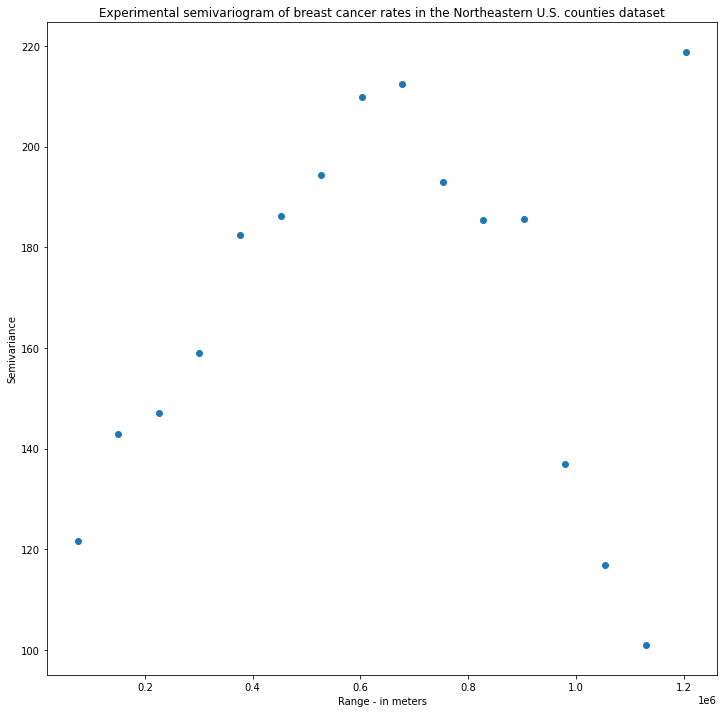 Experimental semivariogram of breast cancer rates in the Northeastern U.S. counties dataset
220
200
180
160
140
120
100
Semivariance
0.2 0.4 0.6 0.8 1.0 1.2
1e6
Range - in meters